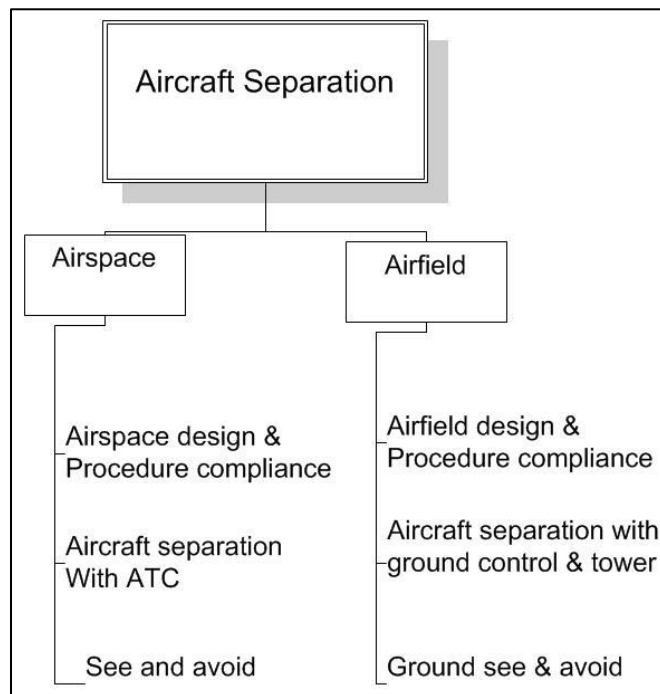 Aircraft Separation
Airspace
Airfield
Airspace design &
Procedure compliance
Aircraft separation
With ATC
See and avoid
Airfield design &
Procedure compliance
Aircraft separation with
ground control & tower
Ground see & avoid